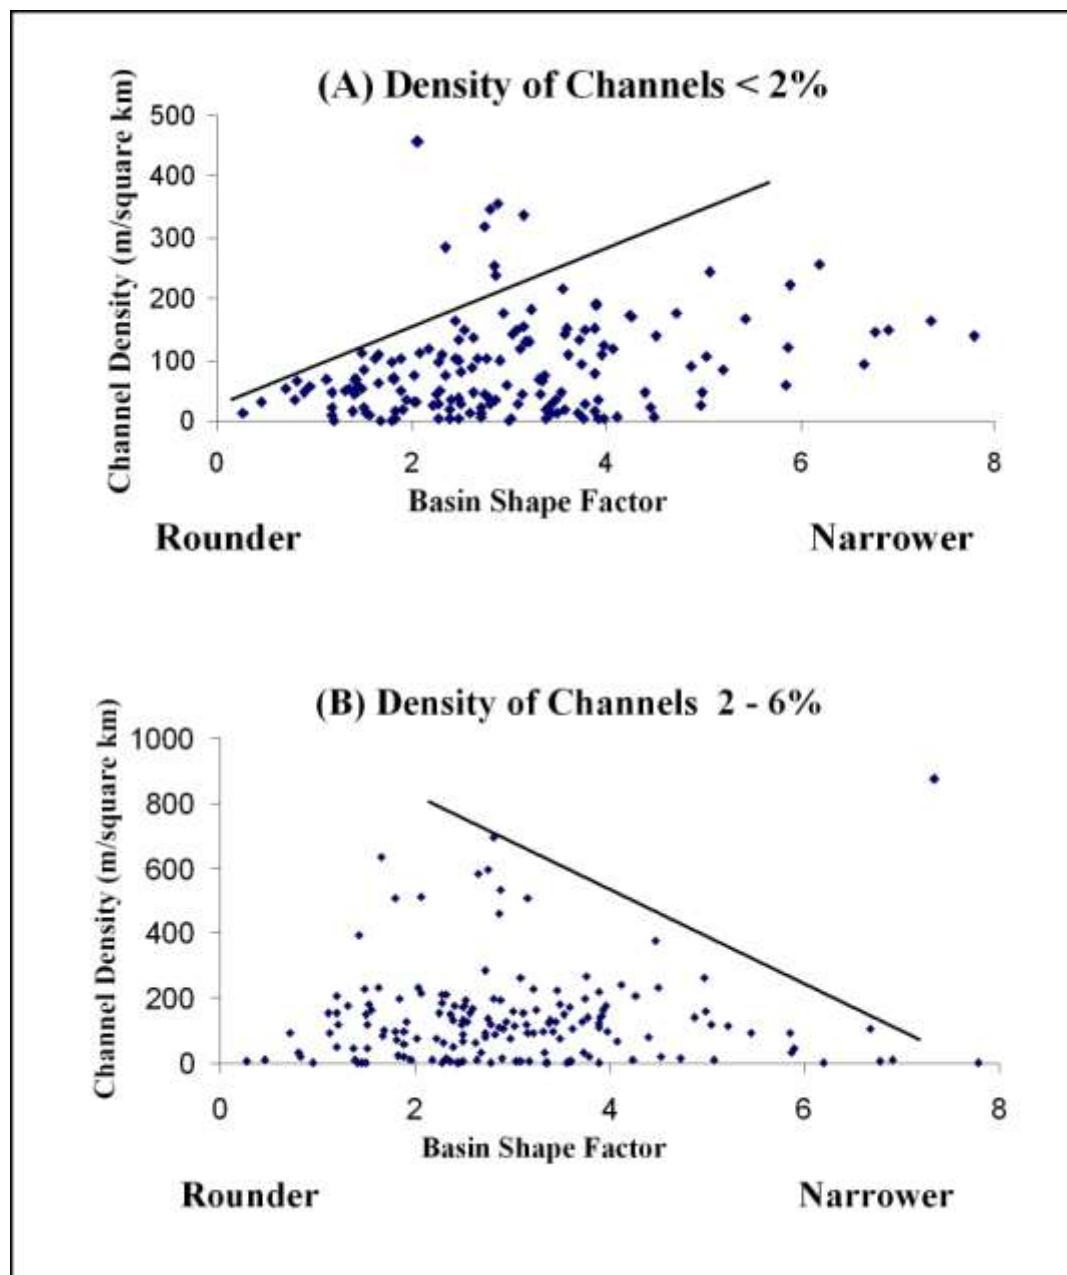 (A) Density of Channels < 2%
Channel Density (m/square km)
500
400
300
200
100
0
0 2 4 6 8
Basin Shape Factor
Rounder Narrower
(B) Density of Channels 2 - 6%
Channel Density (m/square km)
1000
800
600
400
200
0
0 2 4 6 8
Basin Shape Factor
Rounder Narrower